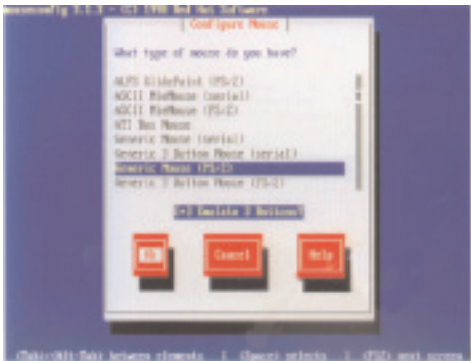 mouseconfig 3.1.3 - (C) 1998 Red Hat Software
Configure Mouse
What type of mouse do you have?
ALPS GlidePoint (PS/2)
ASCII MieMouse (serial)
ASCII MieMouse (PS/2)
ATI Bus Mouse
Generic Mouse (serial)
Generic 3 Button Mouse (serial)
Generic Mouse (PS/2)
Generic 3 Button Mouse (PS/2)
[*] Emulate 3 Buttons?
Ok Cancel Help
<Tab>/<Alt-Tab> between elements | <Space> selects | <F12> next screen